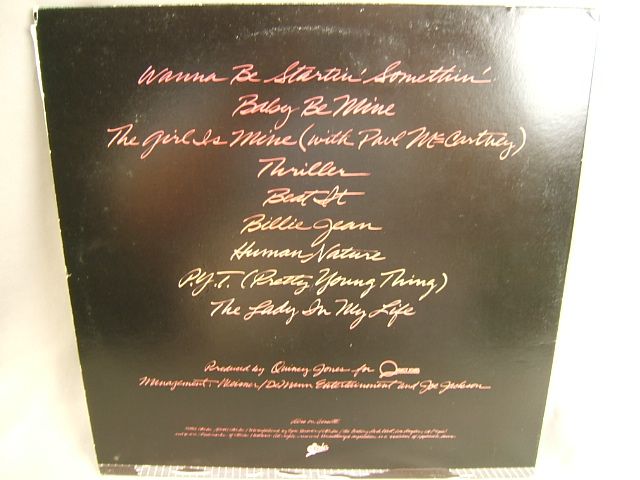 Wanna Be Startin' Somethin'
Baby Be Mine
The Girl Is Mine (with Paul McCartney)
Thriller
Beat It
Billie Jean
Human Nature
P.Y.T. (Pretty Young Thing)
The Lady In My Life
Produced by Quincy Jones for
Management: Weisner/DeMann Entertainment and Joe Jackson
Epic